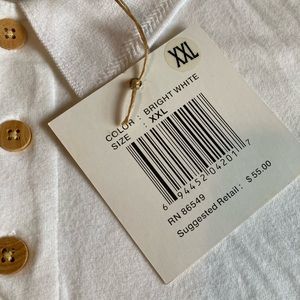 XXL
COLOR : BRIGHT WHITE
SIZE : XXL
6 94452 04201 7
RN 86549
Suggested Retail : $ 55.00